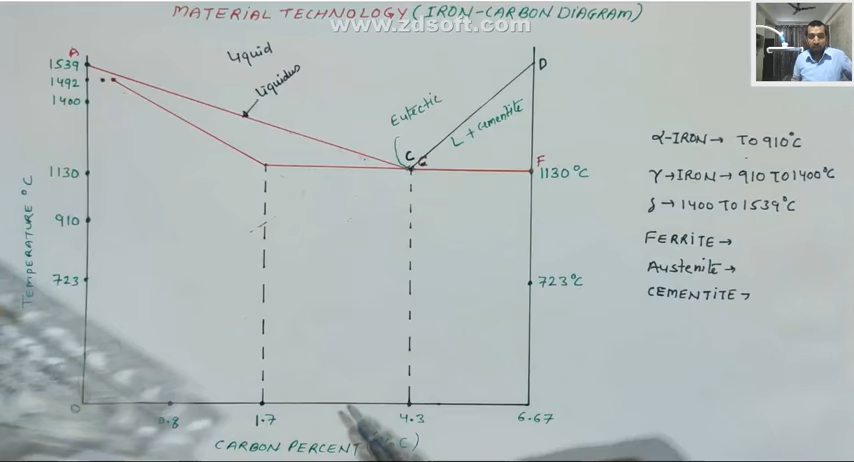 MATERIAL TECHNOLOGY (IRON-CARBON DIAGRAM)
www.zdsoft.com
A
1539
1492
1400
1130
910
723
0
TEMPERATURE °C
Liquid
liquidus
Eutectic
L + cementite
C
D
F
1130°C
723°C
0.8
1.7
4.3
6.67
CARBON PERCENT
α-IRON → TO 910°C
γ→IRON → 910 TO 1400°C
δ → 1400 TO 1539°C
FERRITE →
Austenite →
CEMENTITE →